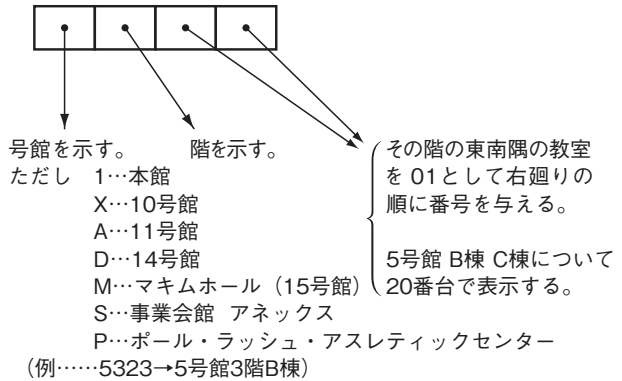 号館を示す。
階を示す。
ただし 1…本館
X…10号館
A…11号館
D…14号館
M…マキムホール(15号館)
S…事業会館 アネックス
P…ポール・ラッシュ・アスレティックセンター
(例……5323→5号館3階B棟)
その階の東南隅の教室
を 01として右廻りの
順に番号を与える。
5号館 B棟 C棟について
20番台で表示する。